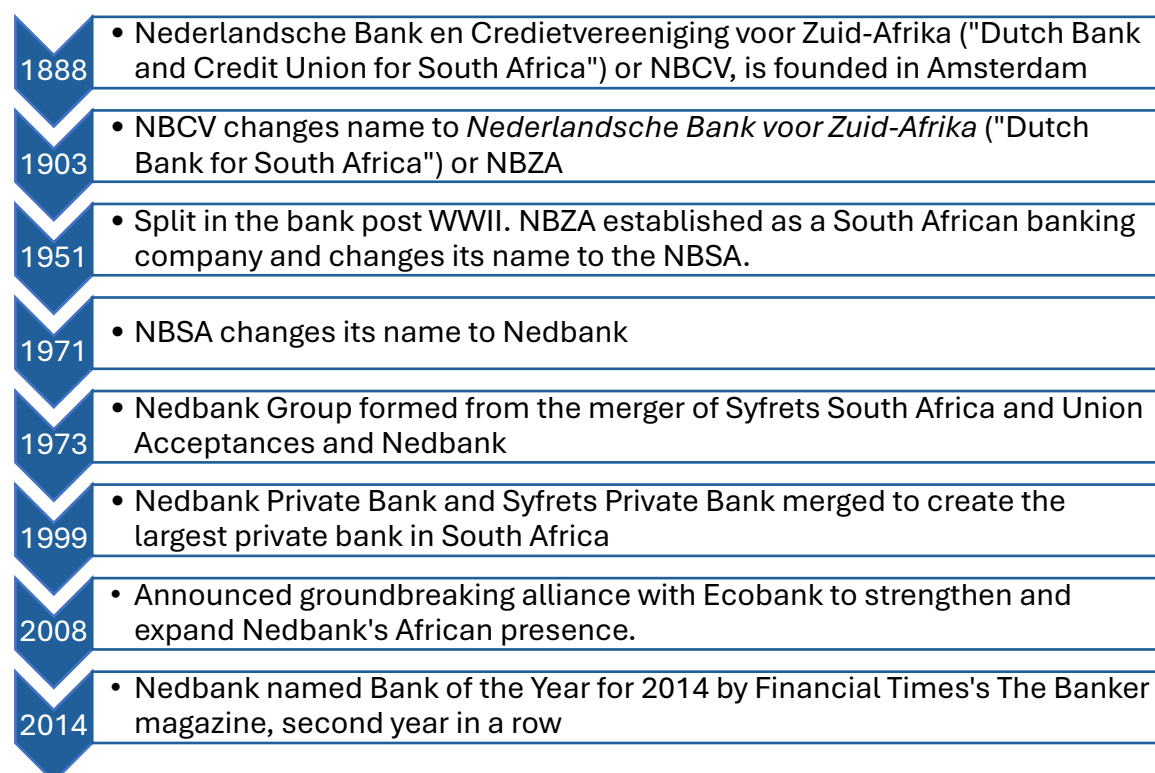 1888
• Nederlandsche Bank en Credietvereeniging voor Zuid-Afrika ("Dutch Bank
and Credit Union for South Africa") or NBCV, is founded in Amsterdam
1903
• NBCV changes name to Nederlandsche Bank voor Zuid-Afrika ("Dutch
Bank for South Africa") or NBZA
1951
• Split in the bank post WWII. NBZA established as a South African banking
company and changes its name to the NBSA.
1971
• NBSA changes its name to Nedbank
1973
• Nedbank Group formed from the merger of Syfrets South Africa and Union
Acceptances and Nedbank
1999
• Nedbank Private Bank and Syfrets Private Bank merged to create the
largest private bank in South Africa
2008
• Announced groundbreaking alliance with Ecobank to strengthen and
expand Nedbank's African presence.
2014
• Nedbank named Bank of the Year for 2014 by Financial Times's The Banker
magazine, second year in a row